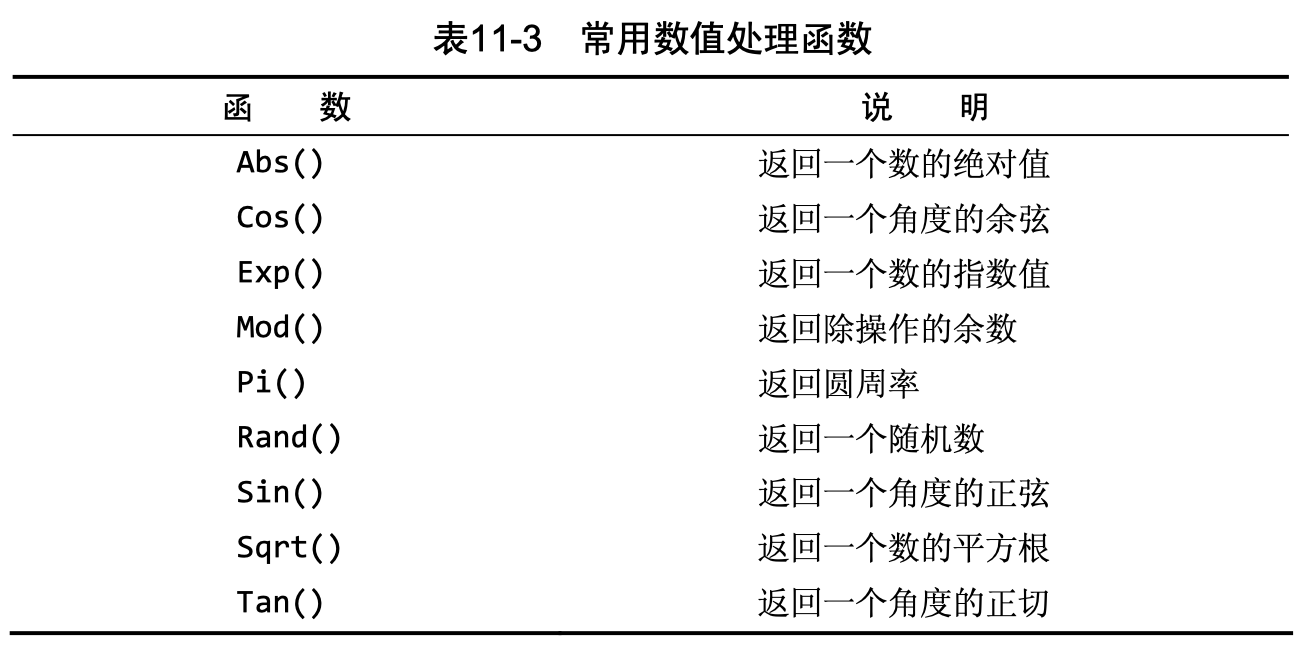 表11-3 常用数值处理函数
函 数 说 明
Abs() 返回一个数的绝对值
Cos() 返回一个角度的余弦
Exp() 返回一个数的指数值
Mod() 返回除操作的余数
Pi() 返回圆周率
Rand() 返回一个随机数
Sin() 返回一个角度的正弦
Sqrt() 返回一个数的平方根
Tan() 返回一个角度的正切